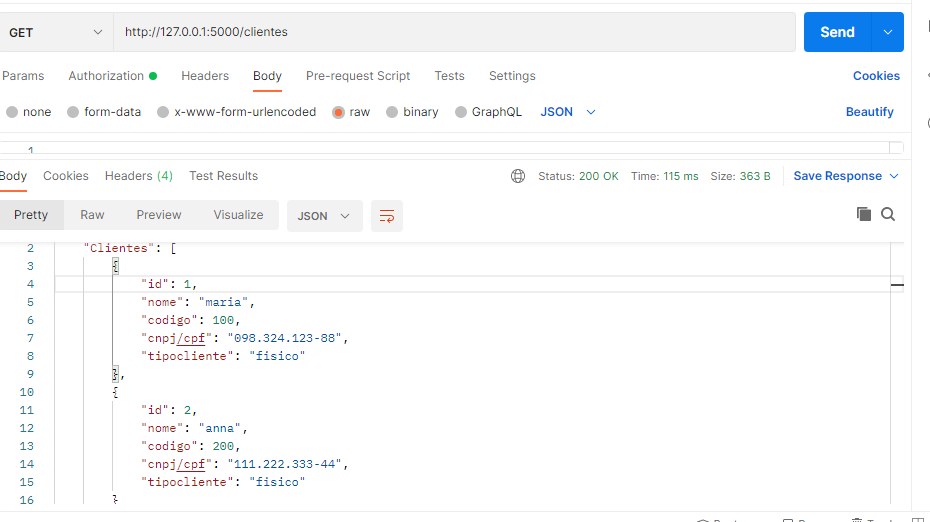 GET http://127.0.0.1:5000/clientes Send
Params Authorization Headers Body Pre-request Script Tests Settings Cookies
none form-data x-www-form-urlencoded raw binary GraphQL JSON Beautify
1
Body Cookies Headers (4) Test Results Status: 200 OK Time: 115 ms Size: 363 B Save Response
Pretty Raw Preview Visualize JSON
2 "Clientes": [
3 {
4 "id": 1,
5 "nome": "maria",
6 "codigo": 100,
7 "cnpj/cpf": "098.324.123-88",
8 "tipocliente": "fisico"
9 },
10 {
11 "id": 2,
12 "nome": "anna",
13 "codigo": 200,
14 "cnpj/cpf": "111.222.333-44",
15 "tipocliente": "fisico"
16 }